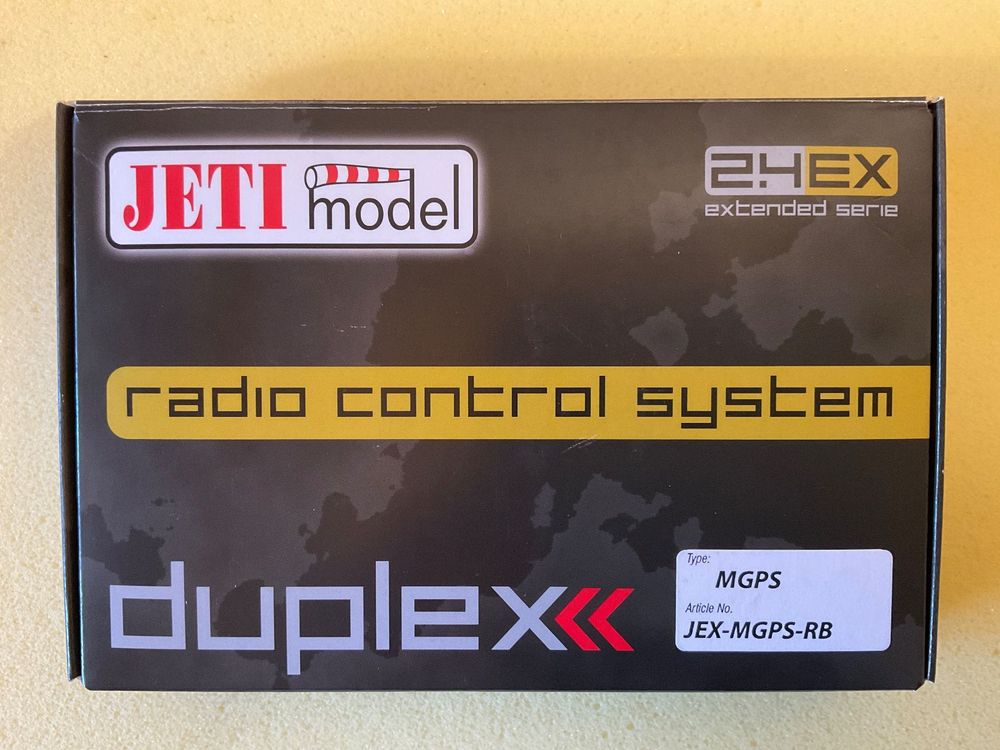 JETI model
2.4EX
extended serie
radio control system
duplex
Type:
MGPS
Article No.
JEX-MGPS-RB